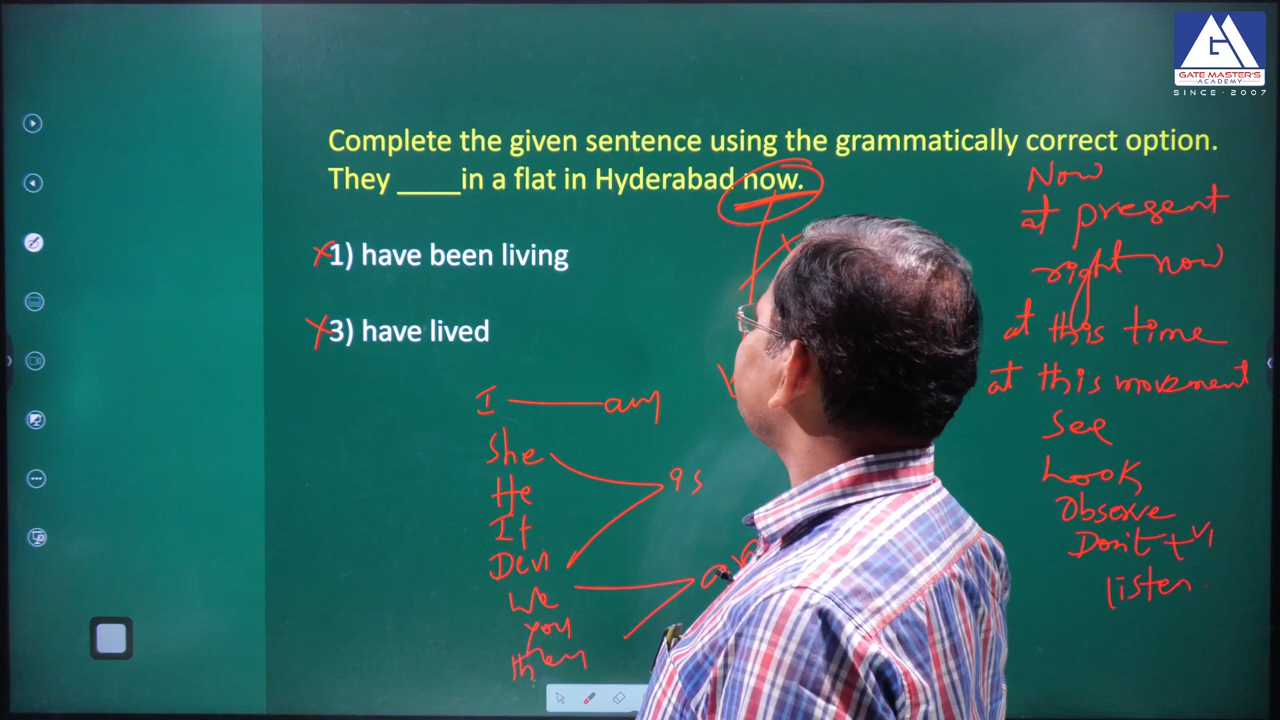 GATE MASTER'S
ACADEMY
SINCE - 2007
Complete the given sentence using the grammatically correct option.
They ____in a flat in Hyderabad now.
1) have been living
3) have lived
I am
She
He
It
Devi
is
We
you
they
Now
at present
right now
at this time
at this movement
See
Look
Observe
Don't + V1
listen